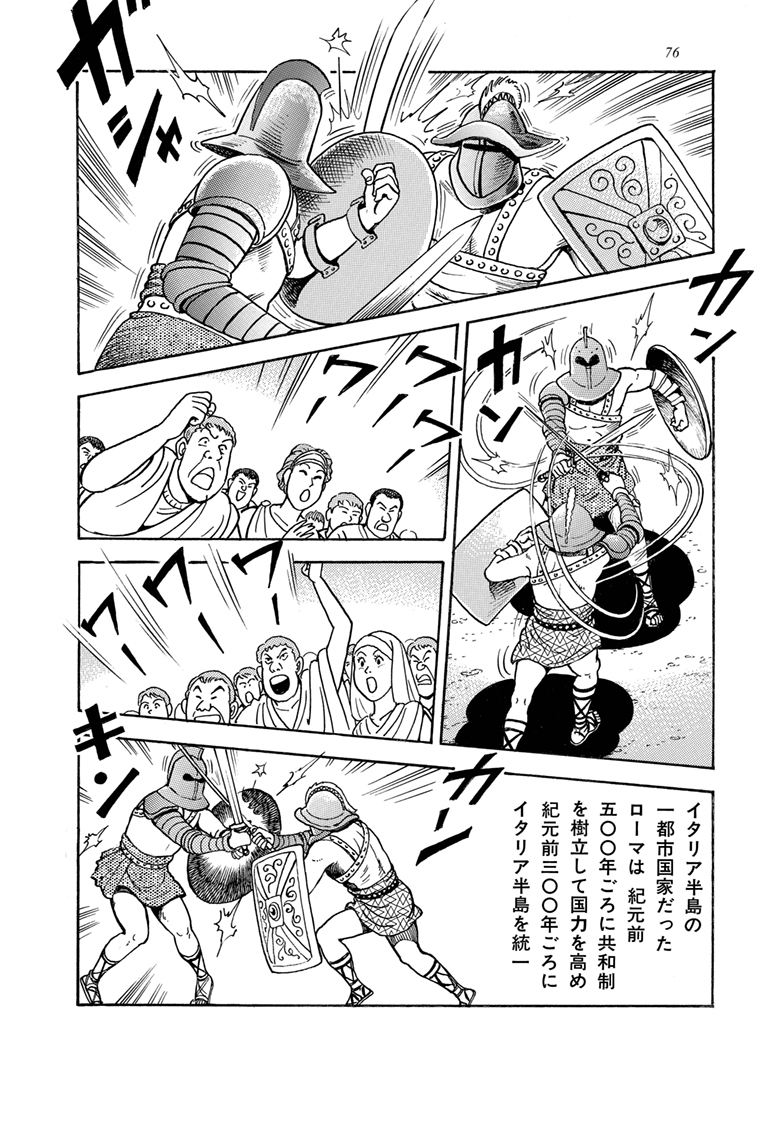 76
ガシャ
カン
カン
ワー
ワー
ワー
ワー
ワー
キン
カーン
イタリア半島の
一都市国家だった
ローマは 紀元前
五〇〇年ごろに共和制
を樹立して国力を高め
紀元前三〇〇年ごろに
イタリア半島を統一